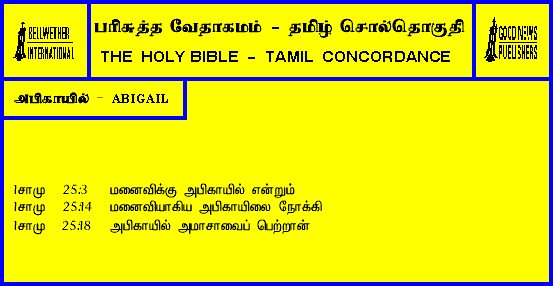 BELLWETHER
INTERNATIONAL
பரிசுத்த வேதாகமம் - தமிழ் சொல்தொகுதி
THE HOLY BIBLE - TAMIL CONCORDANCE
GOOD NEWS
PUBLISHERS
அபிகாயில் - ABIGAIL
1சாமு 25:3 மனைவிக்கு அபிகாயில் என்றும்
1சாமு 25:14 மனைவியாகிய அபிகாயிலை நோக்கி
1சாமு 25:18 அபிகாயில் அமாசாவைப் பெற்றான்